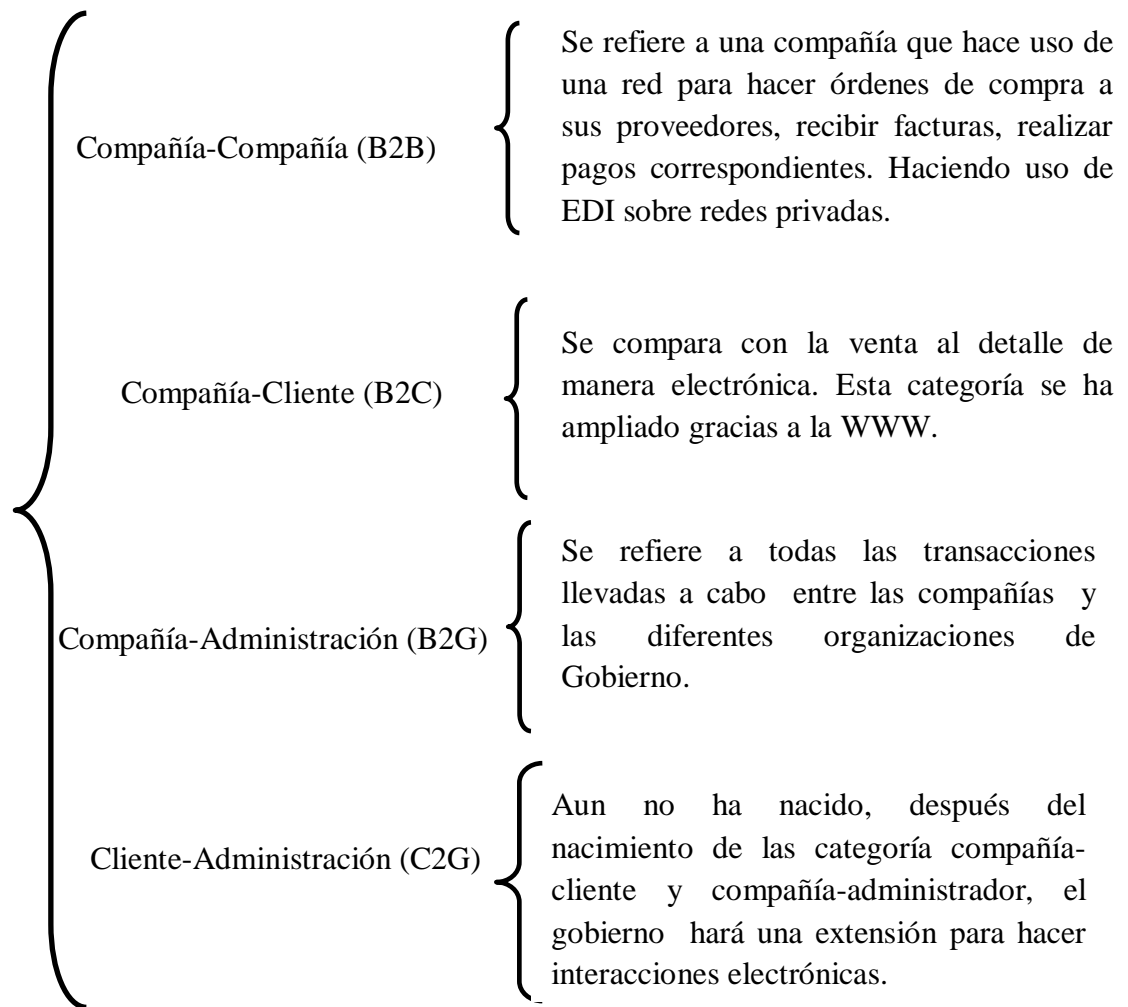 Compañía-Compañía (B2B)
Se refiere a una compañía que hace uso de
una red para hacer órdenes de compra a
sus proveedores, recibir facturas, realizar
pagos correspondientes. Haciendo uso de
EDI sobre redes privadas.
Compañía-Cliente (B2C)
Se compara con la venta al detalle de
manera electrónica. Esta categoría se ha
ampliado gracias a la WWW.
Compañía-Administración (B2G)
Se refiere a todas las transacciones
llevadas a cabo entre las compañías y
las diferentes organizaciones de
Gobierno.
Cliente-Administración (C2G)
Aun no ha nacido, después del
nacimiento de las categoría compañía-
cliente y compañía-administrador, el
gobierno hará una extensión para hacer
interacciones electrónicas.